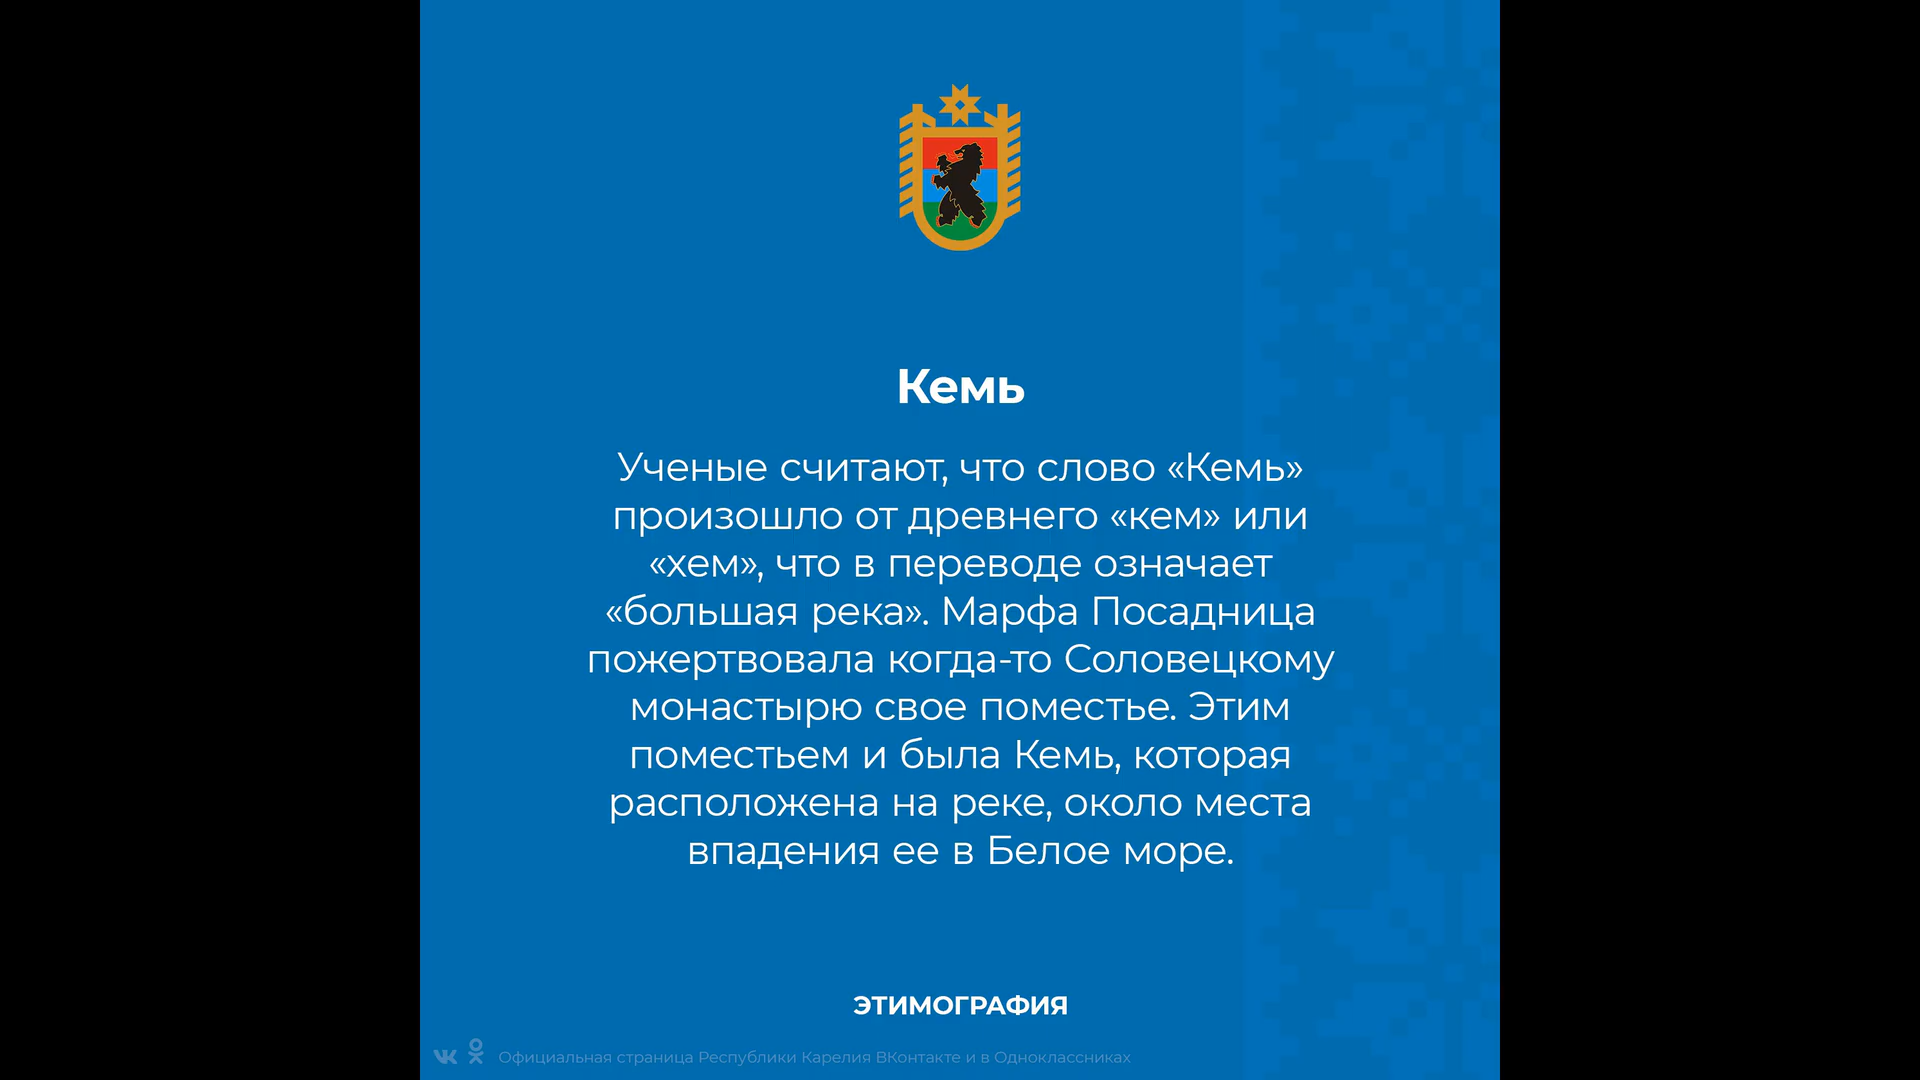 Кемь
Ученые считают, что слово «Кемь»
произошло от древнего «кем» или
«хем», что в переводе означает
«большая река». Марфа Посадница
пожертвовала когда-то Соловецкому
монастырю свое поместье. Этим
поместьем и была Кемь, которая
расположена на реке, около места
впадения ее в Белое море.
ЭТИМОГРАФИЯ
Официальная страница Республики Карелия ВКонтакте и в Одноклассниках